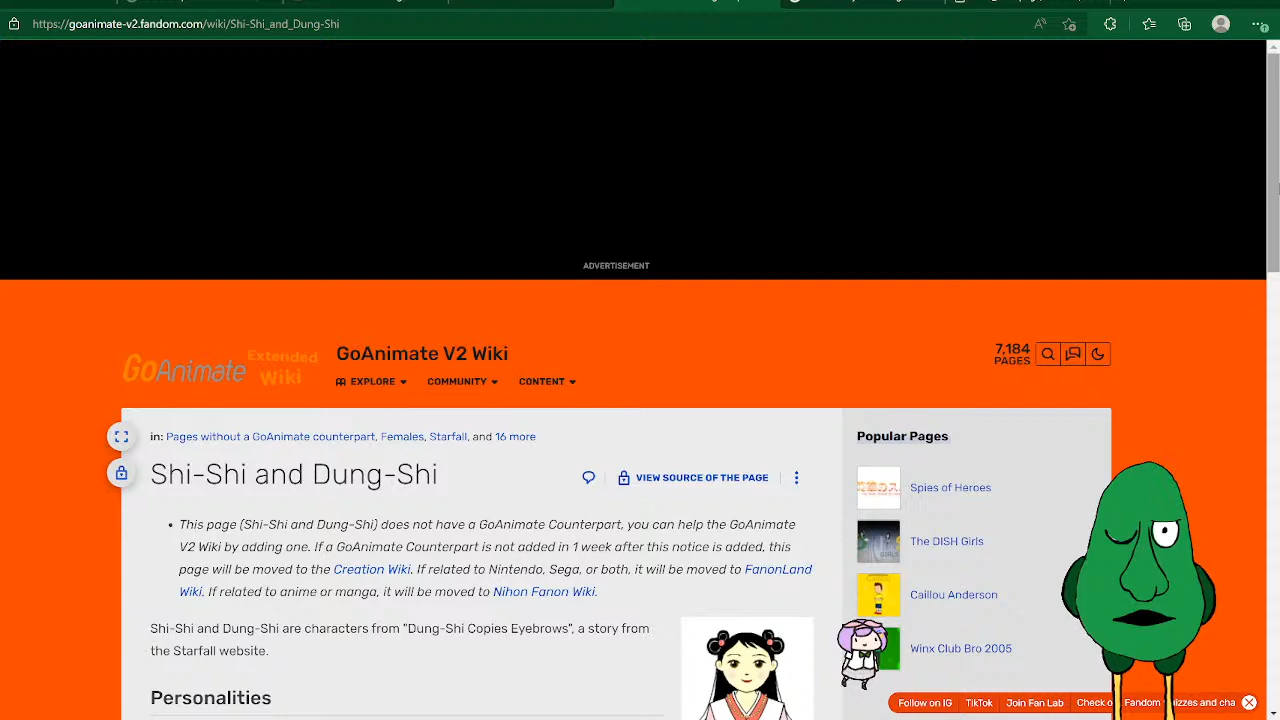 https://goanimate-v2.fandom.com/wiki/Shi-Shi_and_Dung-Shi
ADVERTISEMENT
GoAnimate
Extended
Wiki
GoAnimate V2 Wiki
EXPLORE
COMMUNITY
CONTENT
7,184
PAGES
in: Pages without a GoAnimate counterpart, Females, Starfall, and 16 more
Shi-Shi and Dung-Shi
VIEW SOURCE OF THE PAGE
• This page (Shi-Shi and Dung-Shi) does not have a GoAnimate Counterpart, you can help the GoAnimate
V2 Wiki by adding one. If a GoAnimate Counterpart is not added in 1 week after this notice is added, this
page will be moved to the Creation Wiki. If related to Nintendo, Sega, or both, it will be moved to FanonLand
Wiki. If related to anime or manga, it will be moved to Nihon Fanon Wiki.
Shi-Shi and Dung-Shi are characters from "Dung-Shi Copies Eyebrows", a story from
the Starfall website.
Personalities
Popular Pages
Spies of Heroes
The DISH Girls
Caillou Anderson
Winx Club Bro 2005
Follow on IG
TikTok
Join Fan Lab
Check o
Fandom
izzes and cha